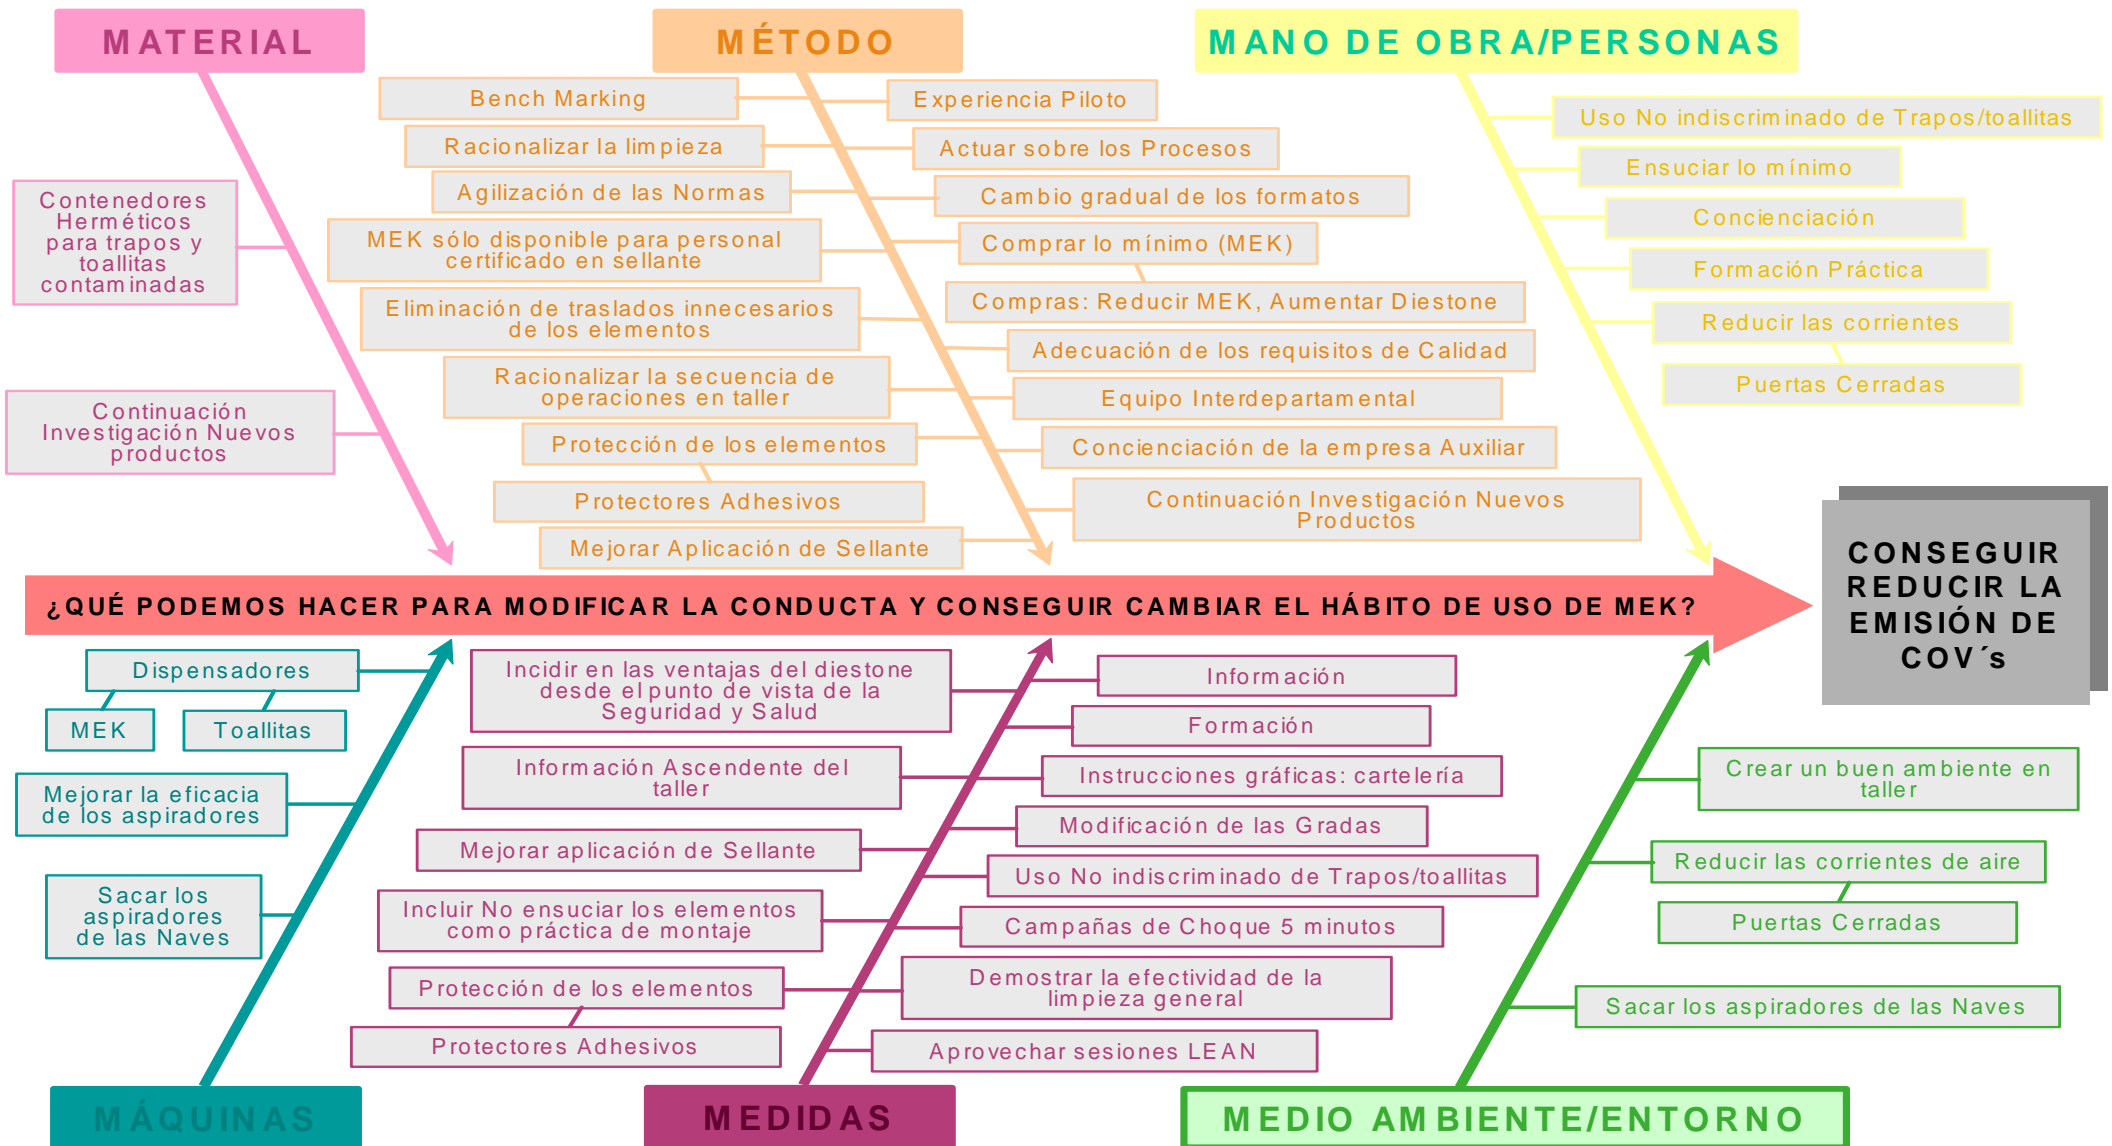 MATERIAL
MÉTODO
MANO DE OBRA/PERSONAS
Contenedores
Herméticos
para trapos y
toallitas
contaminadas
Continuación
Investigación Nuevos
productos
Bench Marking
Experiencia Piloto
Racionalizar la limpieza
Actuar sobre los Procesos
Agilización de las Normas
Cambio gradual de los formatos
MEK sólo disponible para personal
certificado en sellante
Comprar lo mínimo (MEK)
Compras: Reducir MEK, Aumentar Diestone
Eliminación de traslados innecesarios
de los elementos
Adecuación de los requisitos de Calidad
Racionalizar la secuencia de
operaciones en taller
Equipo Interdepartamental
Protección de los elementos
Concienciación de la empresa Auxiliar
Protectores Adhesivos
Continuación Investigación Nuevos
Productos
Mejorar Aplicación de Sellante
Uso No indiscriminado de Trapos/toallitas
Ensuciar lo mínimo
Concienciación
Formación Práctica
Reducir las corrientes
Puertas Cerradas
¿QUÉ PODEMOS HACER PARA MODIFICAR LA CONDUCTA Y CONSEGUIR CAMBIAR EL HÁBITO DE USO DE MEK?
CONSEGUIR
REDUCIR LA
EMISIÓN DE
COV´s
Dispensadores
MEK
Toallitas
Mejorar la eficacia
de los aspiradores
Sacar los
aspiradores
de las Naves
Incidir en las ventajas del diestone
desde el punto de vista de la
Seguridad y Salud
Información
Formación
Información Ascendente del
taller
Instrucciones gráficas: cartelería
Modificación de las Gradas
Mejorar aplicación de Sellante
Uso No indiscriminado de Trapos/toallitas
Incluir No ensuciar los elementos
como práctica de montaje
Campañas de Choque 5 minutos
Protección de los elementos
Demostrar la efectividad de la
limpieza general
Protectores Adhesivos
Aprovechar sesiones LEAN
Crear un buen ambiente en
taller
Reducir las corrientes de aire
Puertas Cerradas
Sacar los aspiradores de las Naves
MÁQUINAS
MEDIDAS
MEDIO AMBIENTE/ENTORNO